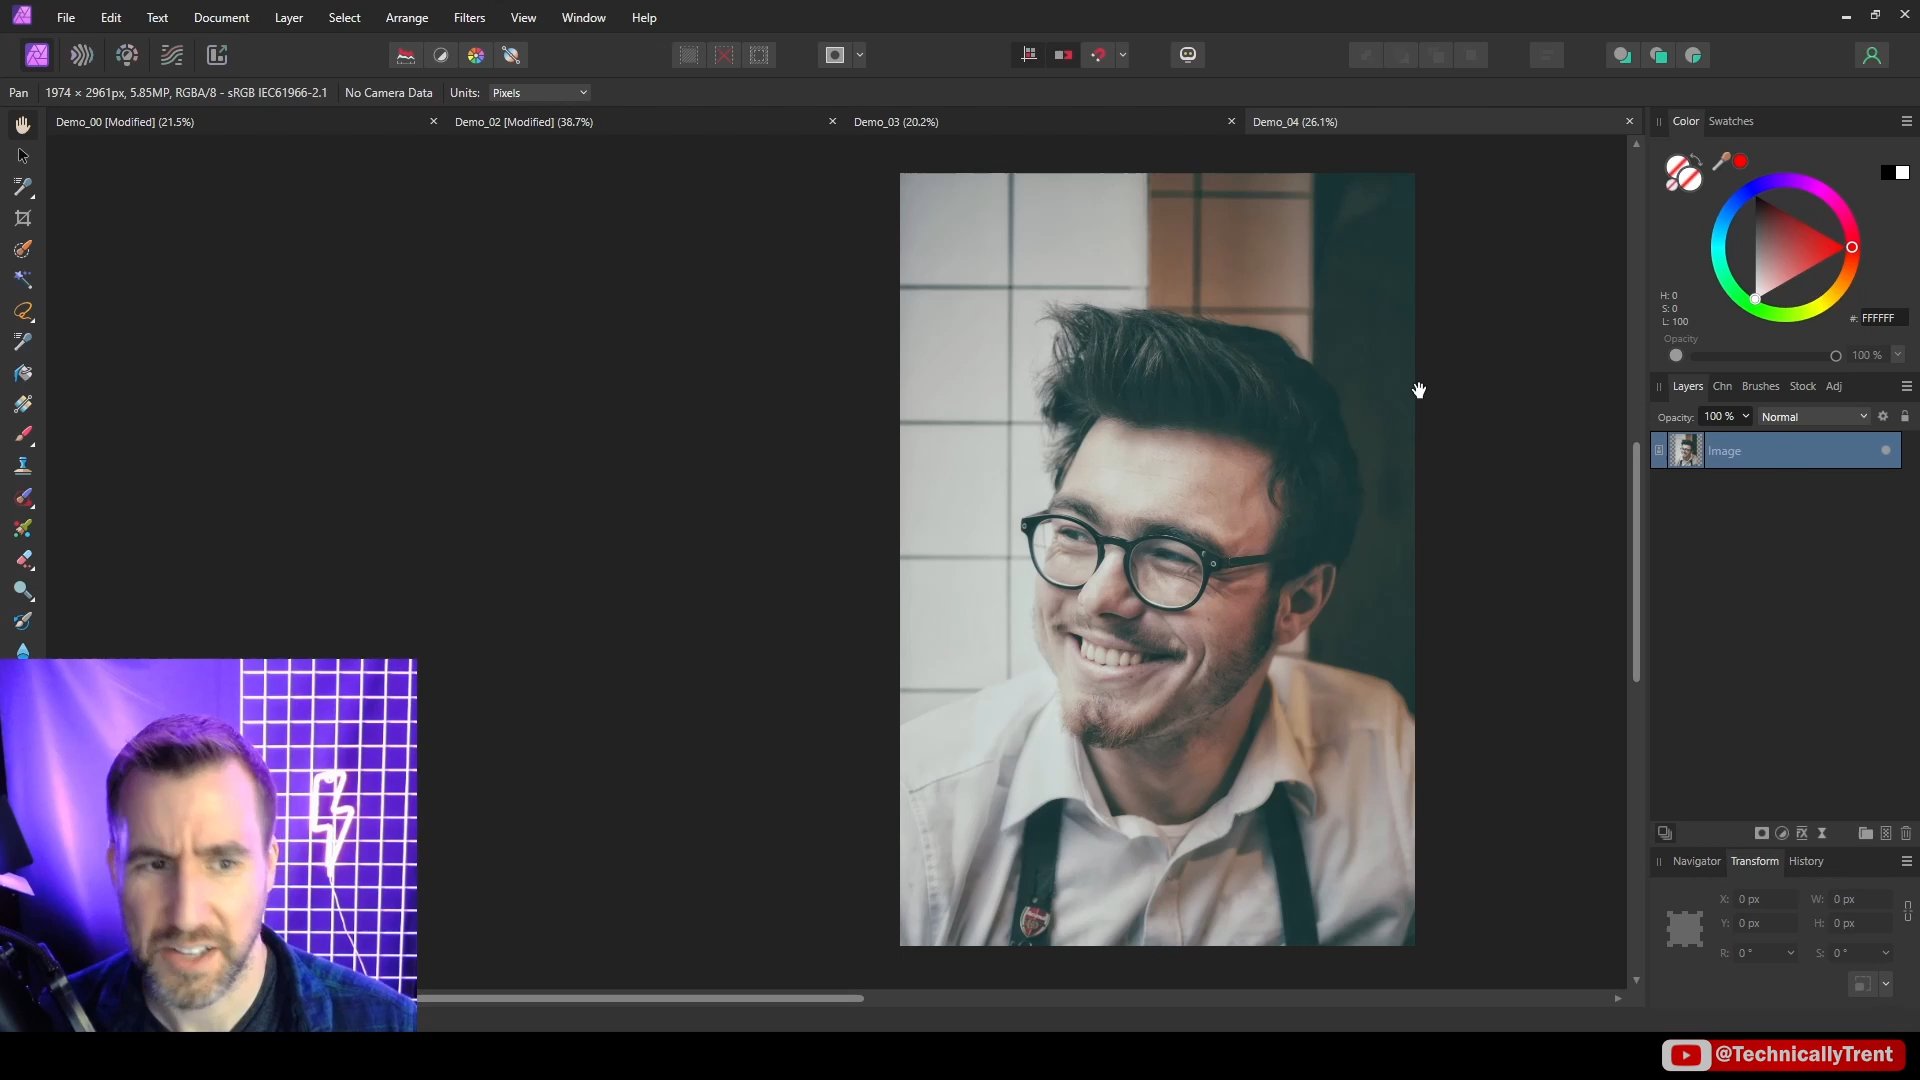 File Edit Text Document Layer Select Arrange Filters View Window Help
Pan 1974 × 2961px, 5.85MP, RGBA/8 - sRGB IEC61966-2.1 No Camera Data Units: Pixels
Demo_00 [Modified] (21.5%) Demo_02 [Modified] (38.7%) Demo_03 (20.2%) Demo_04 (26.1%)
Color Swatches
H: 0
S: 0
L: 100
#: FFFFFF
Opacity
100 %
Layers Chn Brushes Stock Adj
Opacity: 100 % Normal
Image
Navigator Transform History
X: 0 px W: 0 px
Y: 0 px H: 0 px
R: 0 ° S: 0 °
@TechnicallyTrent